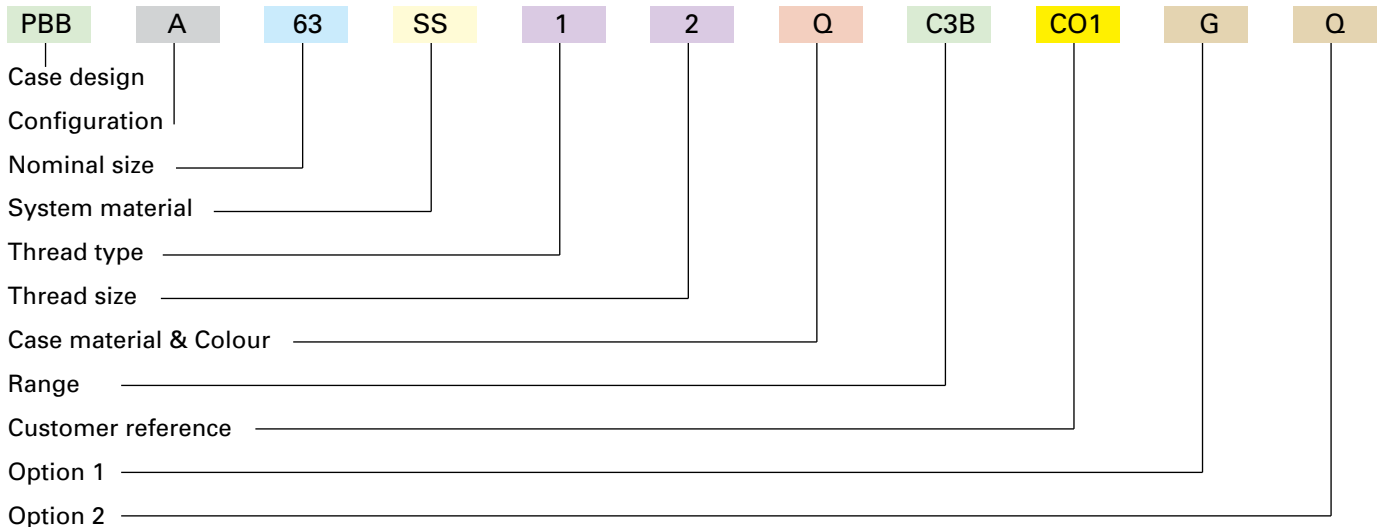 PBB A 63 SS 1 2 Q C3B CO1 G Q
Case design
Configuration
Nominal size
System material
Thread type
Thread size
Case material & Colour
Range
Customer reference
Option 1
Option 2